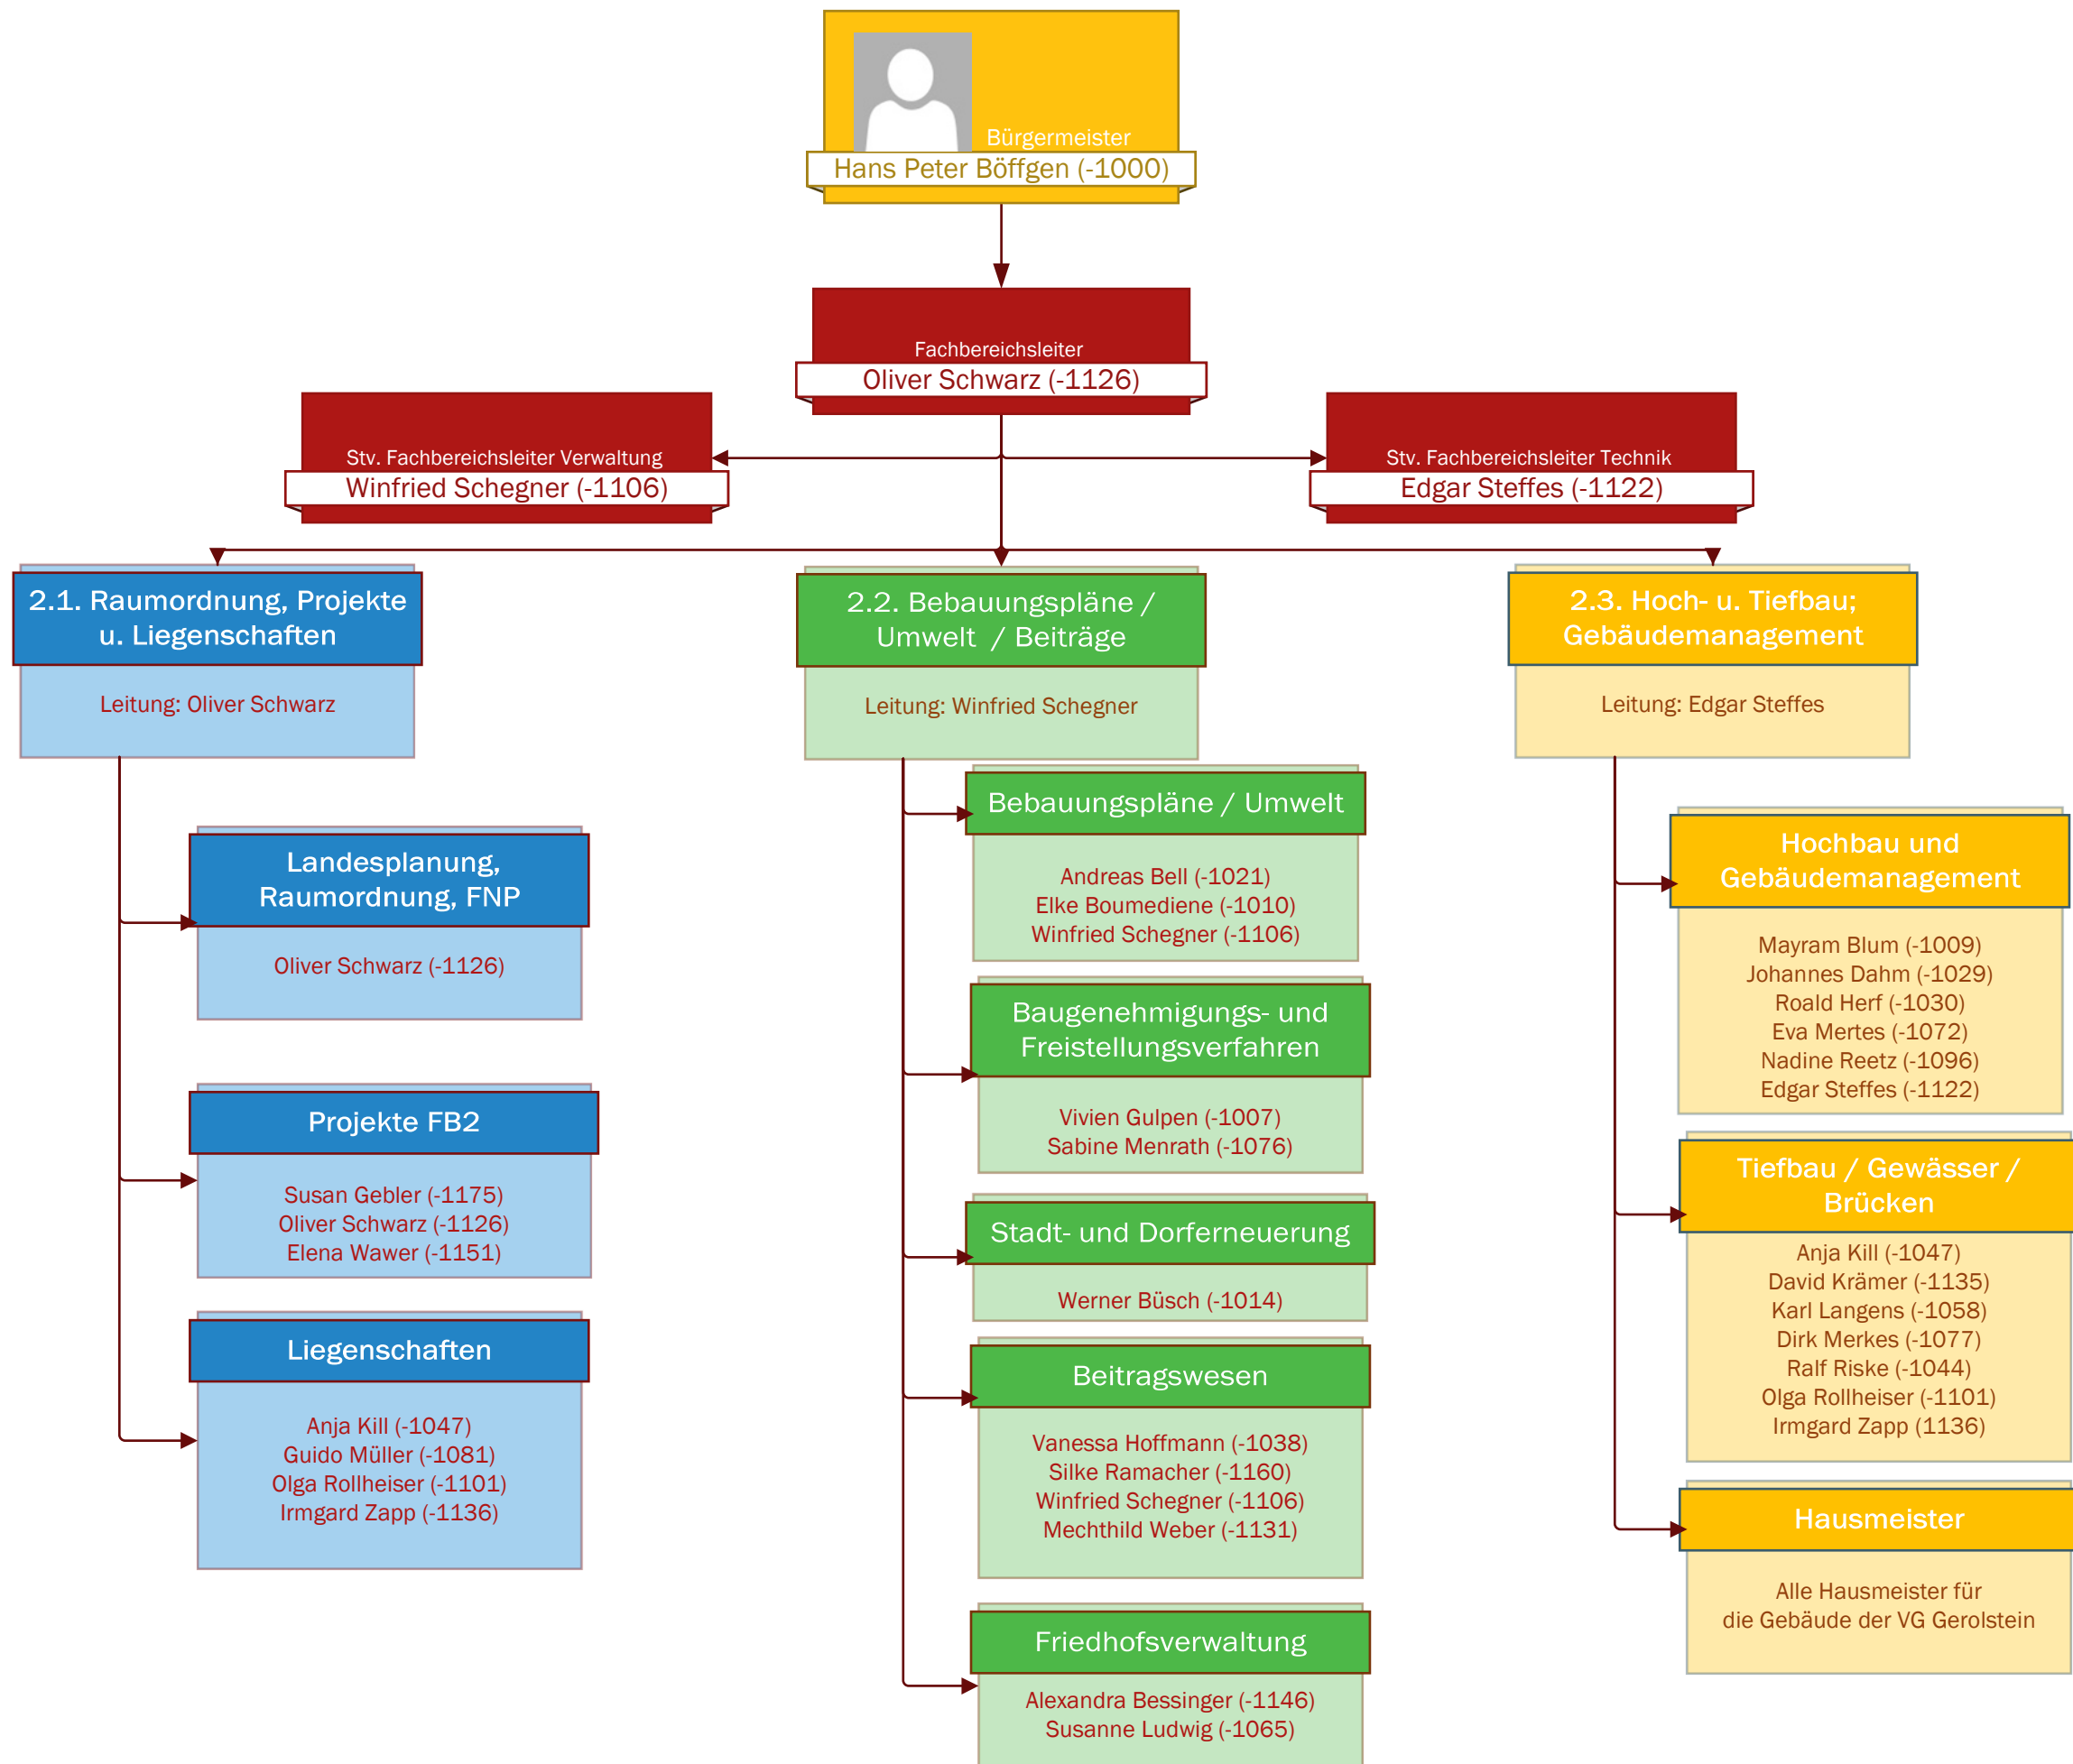 Bürgermeister
Hans Peter Böffgen (-1000)
Fachbereichsleiter
Oliver Schwarz (-1126)
Stv. Fachbereichsleiter Verwaltung
Winfried Schegner (-1106)
Stv. Fachbereichsleiter Technik
Edgar Steffes (-1122)
2.1. Raumordnung, Projekte
u. Liegenschaften
Leitung: Oliver Schwarz
Landesplanung,
Raumordnung, FNP
Oliver Schwarz (-1126)
Projekte FB2
Susan Gebler (-1175)
Oliver Schwarz (-1126)
Elena Wawer (-1151)
Liegenschaften
Anja Kill (-1047)
Guido Müller (-1081)
Olga Rollheiser (-1101)
Irmgard Zapp (-1136)
2.2. Bebauungspläne /
Umwelt / Beiträge
Leitung: Winfried Schegner
Bebauungspläne / Umwelt
Andreas Bell (-1021)
Elke Boumediene (-1010)
Winfried Schegner (-1106)
Baugenehmigungs- und
Freistellungsverfahren
Vivien Gulpen (-1007)
Sabine Menrath (-1076)
Stadt- und Dorferneuerung
Werner Büsch (-1014)
Beitragswesen
Vanessa Hoffmann (-1038)
Silke Ramacher (-1160)
Winfried Schegner (-1106)
Mechthild Weber (-1131)
Friedhofsverwaltung
Alexandra Bessinger (-1146)
Susanne Ludwig (-1065)
2.3. Hoch- u. Tiefbau;
Gebäudemanagement
Leitung: Edgar Steffes
Hochbau und
Gebäudemanagement
Mayram Blum (-1009)
Johannes Dahm (-1029)
Roald Herf (-1030)
Eva Mertes (-1072)
Nadine Reetz (-1096)
Edgar Steffes (-1122)
Tiefbau / Gewässer /
Brücken
Anja Kill (-1047)
David Krämer (-1135)
Karl Langens (-1058)
Dirk Merkes (-1077)
Ralf Riske (-1044)
Olga Rollheiser (-1101)
Irmgard Zapp (1136)
Hausmeister
Alle Hausmeister für
die Gebäude der VG Gerolstein